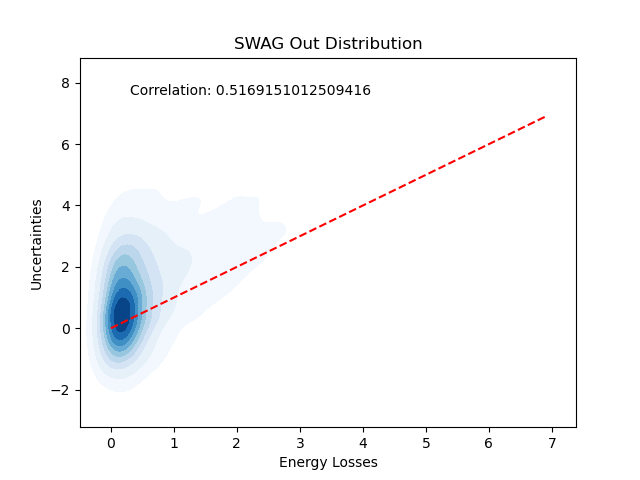 SWAG Out Distribution
Correlation: 0.5169151012509416
Uncertainties
8
6
4
2
0
−2
0 1 2 3 4 5 6 7
Energy Losses